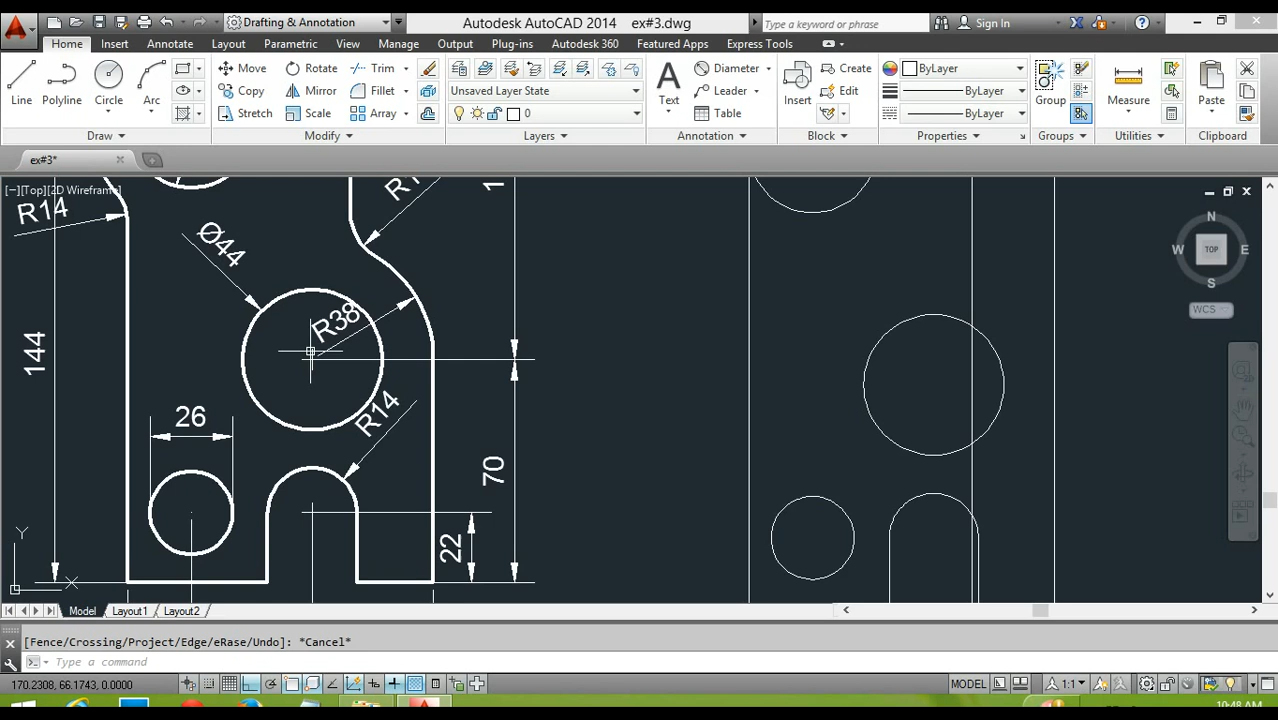 Drafting & Annotation
Autodesk AutoCAD 2014 ex#3.dwg
Type a keyword or phrase
Sign In
Home Insert Annotate Layout Parametric View Manage Output Plug-ins Autodesk 360 Featured Apps Express Tools
Line
Polyline
Circle
Arc
Move
Rotate
Trim
Copy
Mirror
Fillet
Stretch
Scale
Array
Unsaved Layer State
0
Text
Diameter
Leader
Table
Insert
Create
Edit
ByLayer
ByLayer
ByLayer
Group
Measure
Paste
Draw
Modify
Layers
Annotation
Block
Properties
Groups
Utilities
Clipboard
ex#3*
[−][Top][2D Wireframe]
R14
Ø44
R38
144
26
R14
70
22
N
W
TOP
E
S
WCS
Y
Model Layout1 Layout2
[Fence/Crossing/Project/Edge/eRase/Undo]: *Cancel*
Type a command
170.2308, 66.1743, 0.0000
MODEL
1:1